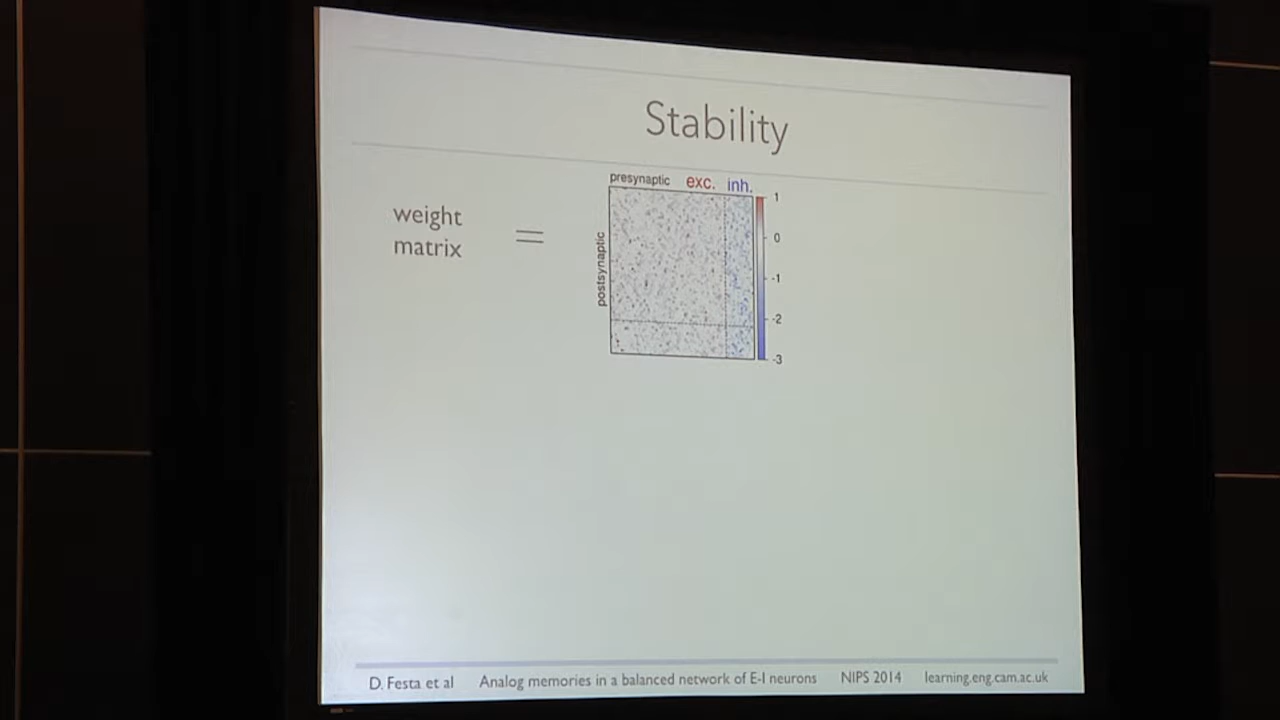 Stability
weight
matrix
=
presynaptic exc. inh.
postsynaptic
1
0
-1
-2
-3
D. Festa et al Analog memories in a balanced network of E-I neurons NIPS 2014 learning.eng.cam.ac.uk